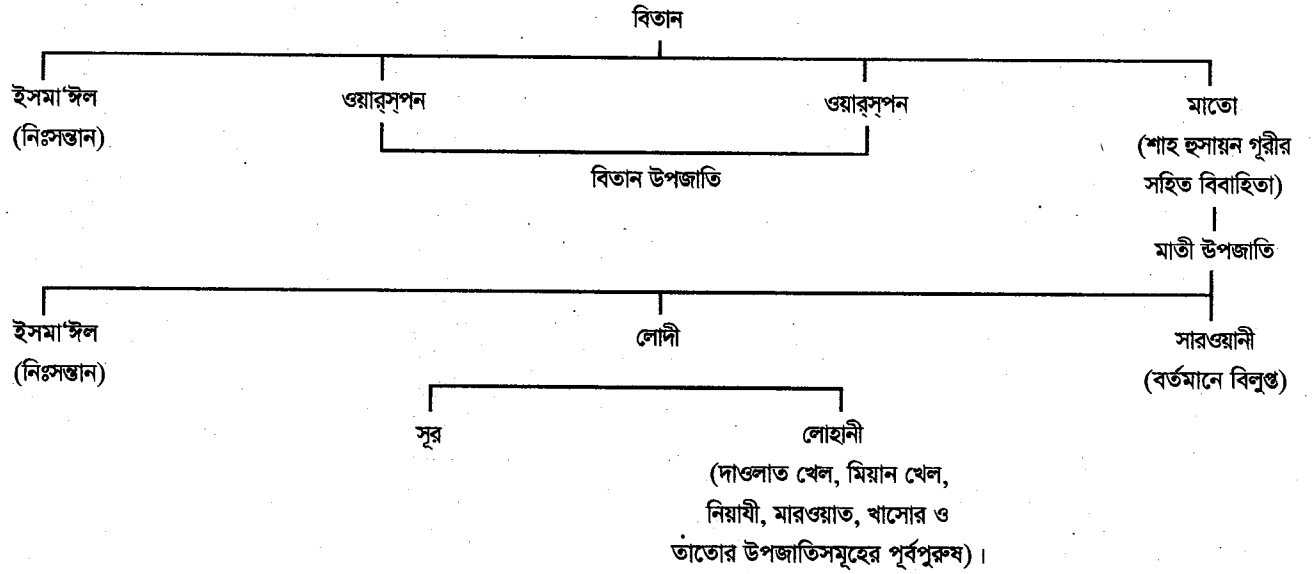 বিতান
ইসমা‘ঈল ওয়ার্‌স্‌পন ওয়ার্‌স্‌পন মাতো
(নিঃসন্তান) (শাহ হুসায়ন গূরীর
সহিত বিবাহিতা)
বিতান উপজাতি
মাতী উপজাতি
ইসমা‘ঈল লোদী সারওয়ানী
(নিঃসন্তান) (বর্তমানে বিলুপ্ত)
সূর লোহানী
(দাওলাত খেল, মিয়ান খেল,
নিয়াযী, মারওয়াত, খাসোর ও
তাতোর উপজাতিসমূহের পূর্বপুরুষ)।